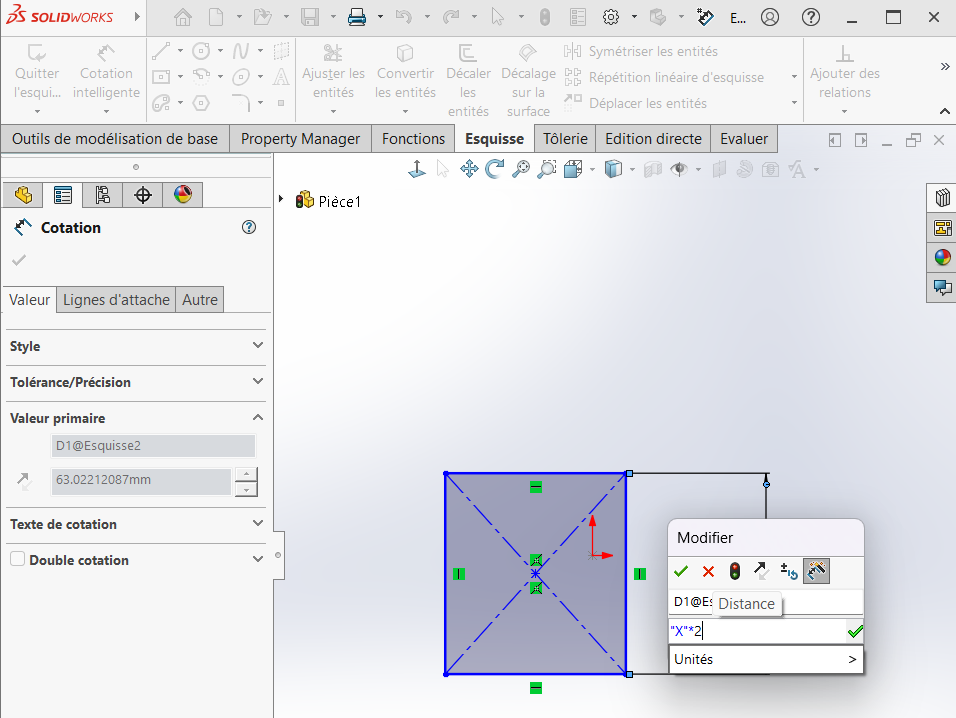 SOLIDWORKS
E...
Quitter
l'esqui...
Cotation
intelligente
Ajuster les
entités
Convertir
les entités
Décaler
les
entités
Décalage
sur la
surface
Symétriser les entités
Répétition linéaire d'esquisse
Déplacer les entités
Ajouter des
relations
Outils de modélisation de base
Property Manager
Fonctions
Esquisse
Tôlerie
Edition directe
Evaluer
Pièce1
Cotation
Valeur
Lignes d'attache
Autre
Style
Tolérance/Précision
Valeur primaire
D1@Esquisse2
63.02212087mm
Texte de cotation
Double cotation
Modifier
D1@Es
Distance
"X"*2
Unités >